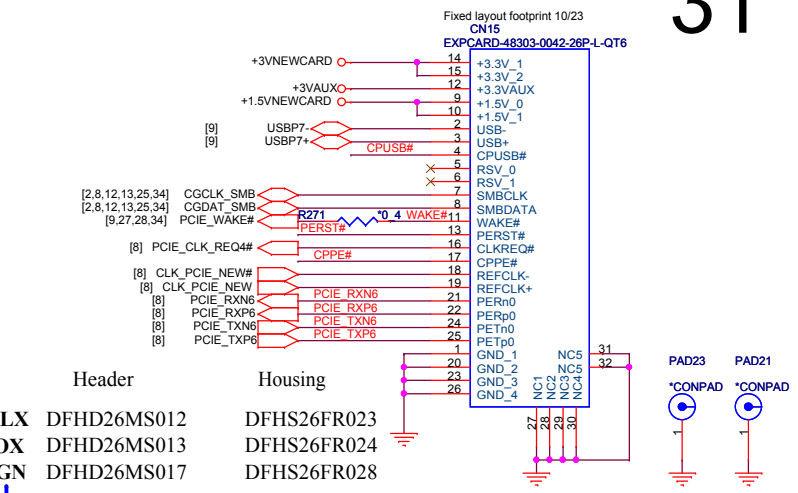 31
Fixed layout footprint 10/23
CN15
EXPCARD-48303-0042-26P-L-QT6
+3VNEWCARD 14 +3.3V_1
15 +3.3V_2
+3VAUX 12 +3.3VAUX
+1.5VNEWCARD 9 +1.5V_0
10 +1.5V_1
[9] USBP7- 2 USB-
[9] USBP7+ 3 USB+
CPUSB# 4 CPUSB#
5 RSV_0
6 RSV_1
[2,8,12,13,25,34] CGCLK_SMB 7 SMBCLK
[2,8,12,13,25,34] CGDAT_SMB 8 SMBDATA
[9,27,28,34] PCIE_WAKE# R271 *0_4 WAKE# 11 WAKE#
PERST# 13 PERST#
[8] PCIE_CLK_REQ4# 16 CLKREQ#
CPPE# 17 CPPE#
[8] CLK_PCIE_NEW# 18 REFCLK-
[8] CLK_PCIE_NEW 19 REFCLK+
[8] PCIE_RXN6 PCIE_RXN6 21 PERn0
[8] PCIE_RXP6 PCIE_RXP6 22 PERp0
[8] PCIE_TXN6 PCIE_TXN6 24 PETn0
[8] PCIE_TXP6 PCIE_TXP6 25 PETp0
1 GND_1 NC5 31
20 GND_2 NC5 32
23 GND_3
26 GND_4
NC1 NC2 NC3 NC4
27 28 29 30
PAD23 PAD21
*CONPAD *CONPAD
1 1
Header Housing
LX DFHD26MS012 DFHS26FR023
OX DFHD26MS013 DFHS26FR024
GN DFHD26MS017 DFHS26FR028